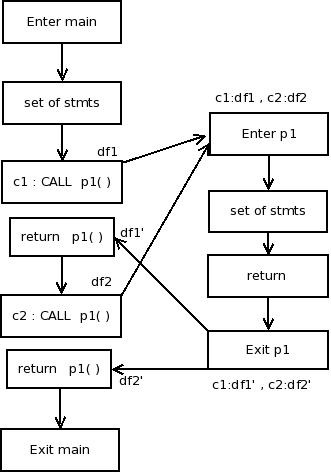 Enter main
set of stmts
df1
c1 : CALL p1( )
return p1( )
df1'
df2
c2 : CALL p1( )
return p1( )
df2'
Exit main
c1:df1 , c2:df2
Enter p1
set of stmts
return
Exit p1
c1:df1' , c2:df2'